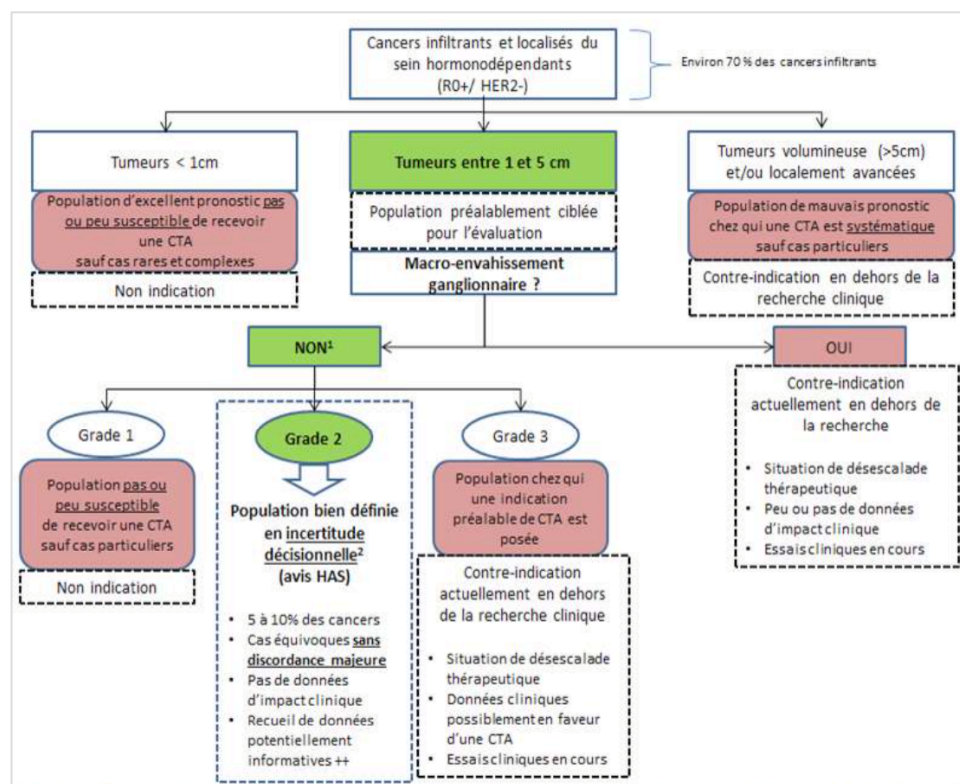 Cancers infiltrants et localisés du
sein hormonodépendants
(R0+/ HER2-)
Environ 70 % des cancers infiltrants
Tumeurs < 1cm
Population d'excellent pronostic pas
ou peu susceptible de recevoir
une CTA
sauf cas rares et complexes
Non indication
Tumeurs entre 1 et 5 cm
Population préalablement ciblée
pour l'évaluation
Macro-envahissement
ganglionnaire ?
Tumeurs volumineuse (>5cm)
et/ou localement avancées
Population de mauvais pronostic
chez qui une CTA est systématique
sauf cas particuliers
Contre-indication en dehors de la
recherche clinique
NON¹
OUI
Contre-indication
actuellement en dehors de
la recherche
• Situation de désescalade
thérapeutique
• Peu ou pas de données
d'impact clinique
• Essais cliniques en cours
Grade 1
Population pas ou
peu susceptible
de recevoir une CTA
sauf cas particuliers
Non indication
Grade 2
Population bien définie
en incertitude
décisionnelle²
(avis HAS)
• 5 à 10% des cancers
• Cas équivoques sans
discordance majeure
• Pas de données
d'impact clinique
• Recueil de données
potentiellement
informatives ++
Grade 3
Population chez qui
une indication
préalable de CTA est
posée
Contre-indication
actuellement en dehors
de la recherche clinique
• Situation de désescalade
thérapeutique
• Données cliniques
possiblement en faveur
d'une CTA
• Essais cliniques en cours